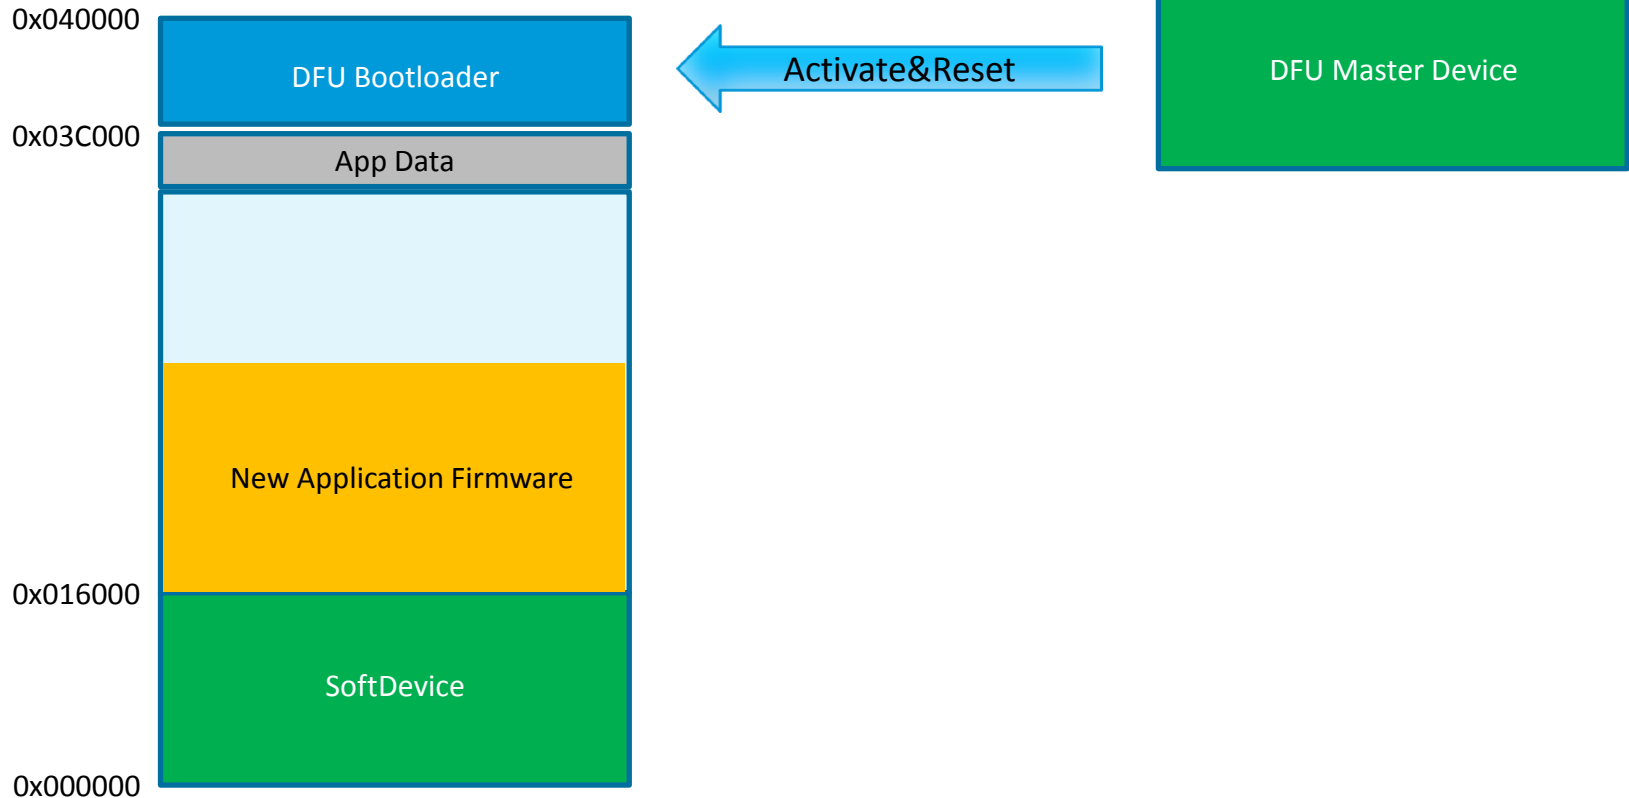 0x040000
DFU Bootloader
Activate&Reset
DFU Master Device
0x03C000
App Data
New Application Firmware
0x016000
SoftDevice
0x000000